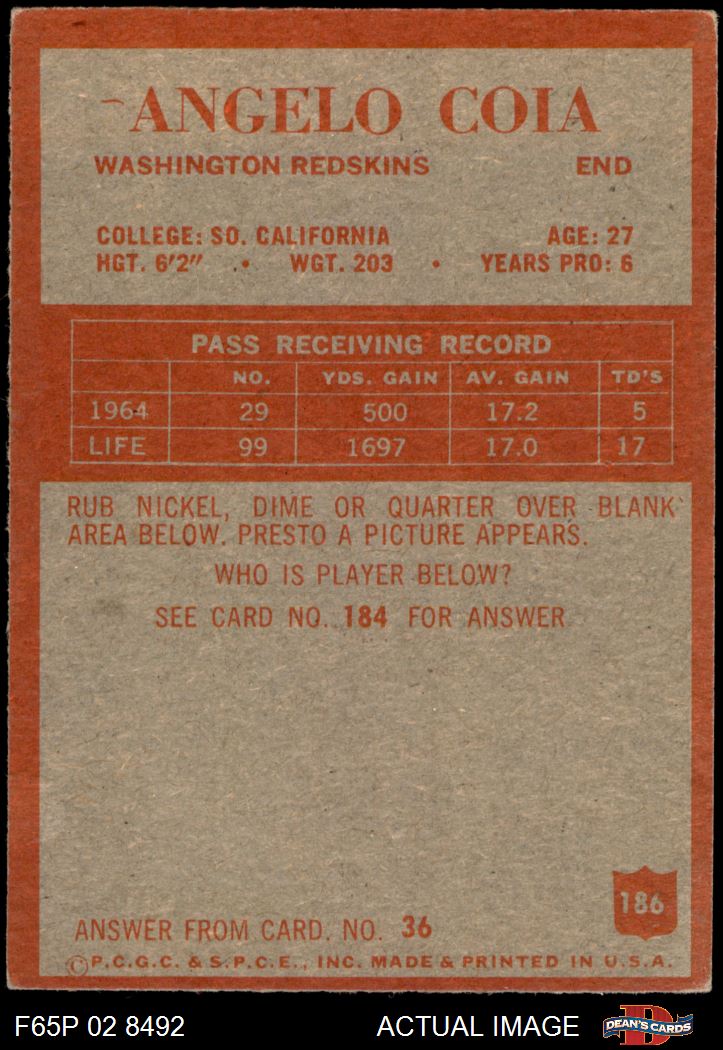 ANGELO COIA
WASHINGTON REDSKINS END
COLLEGE: SO. CALIFORNIA AGE: 27
HGT. 6'2" • WGT. 203 • YEARS PRO: 6
PASS RECEIVING RECORD
NO. YDS. GAIN AV. GAIN TD'S
1964 29 500 17.2 5
LIFE 99 1697 17.0 17
RUB NICKEL, DIME OR QUARTER OVER BLANK
AREA BELOW. PRESTO A PICTURE APPEARS.
WHO IS PLAYER BELOW?
SEE CARD NO. 184 FOR ANSWER
186
ANSWER FROM CARD. NO. 36
©P.C.G.C. & S.P.C.E., INC. MADE & PRINTED IN U.S.A.
F65P 02 8492 ACTUAL IMAGE D DEAN'S CARDS